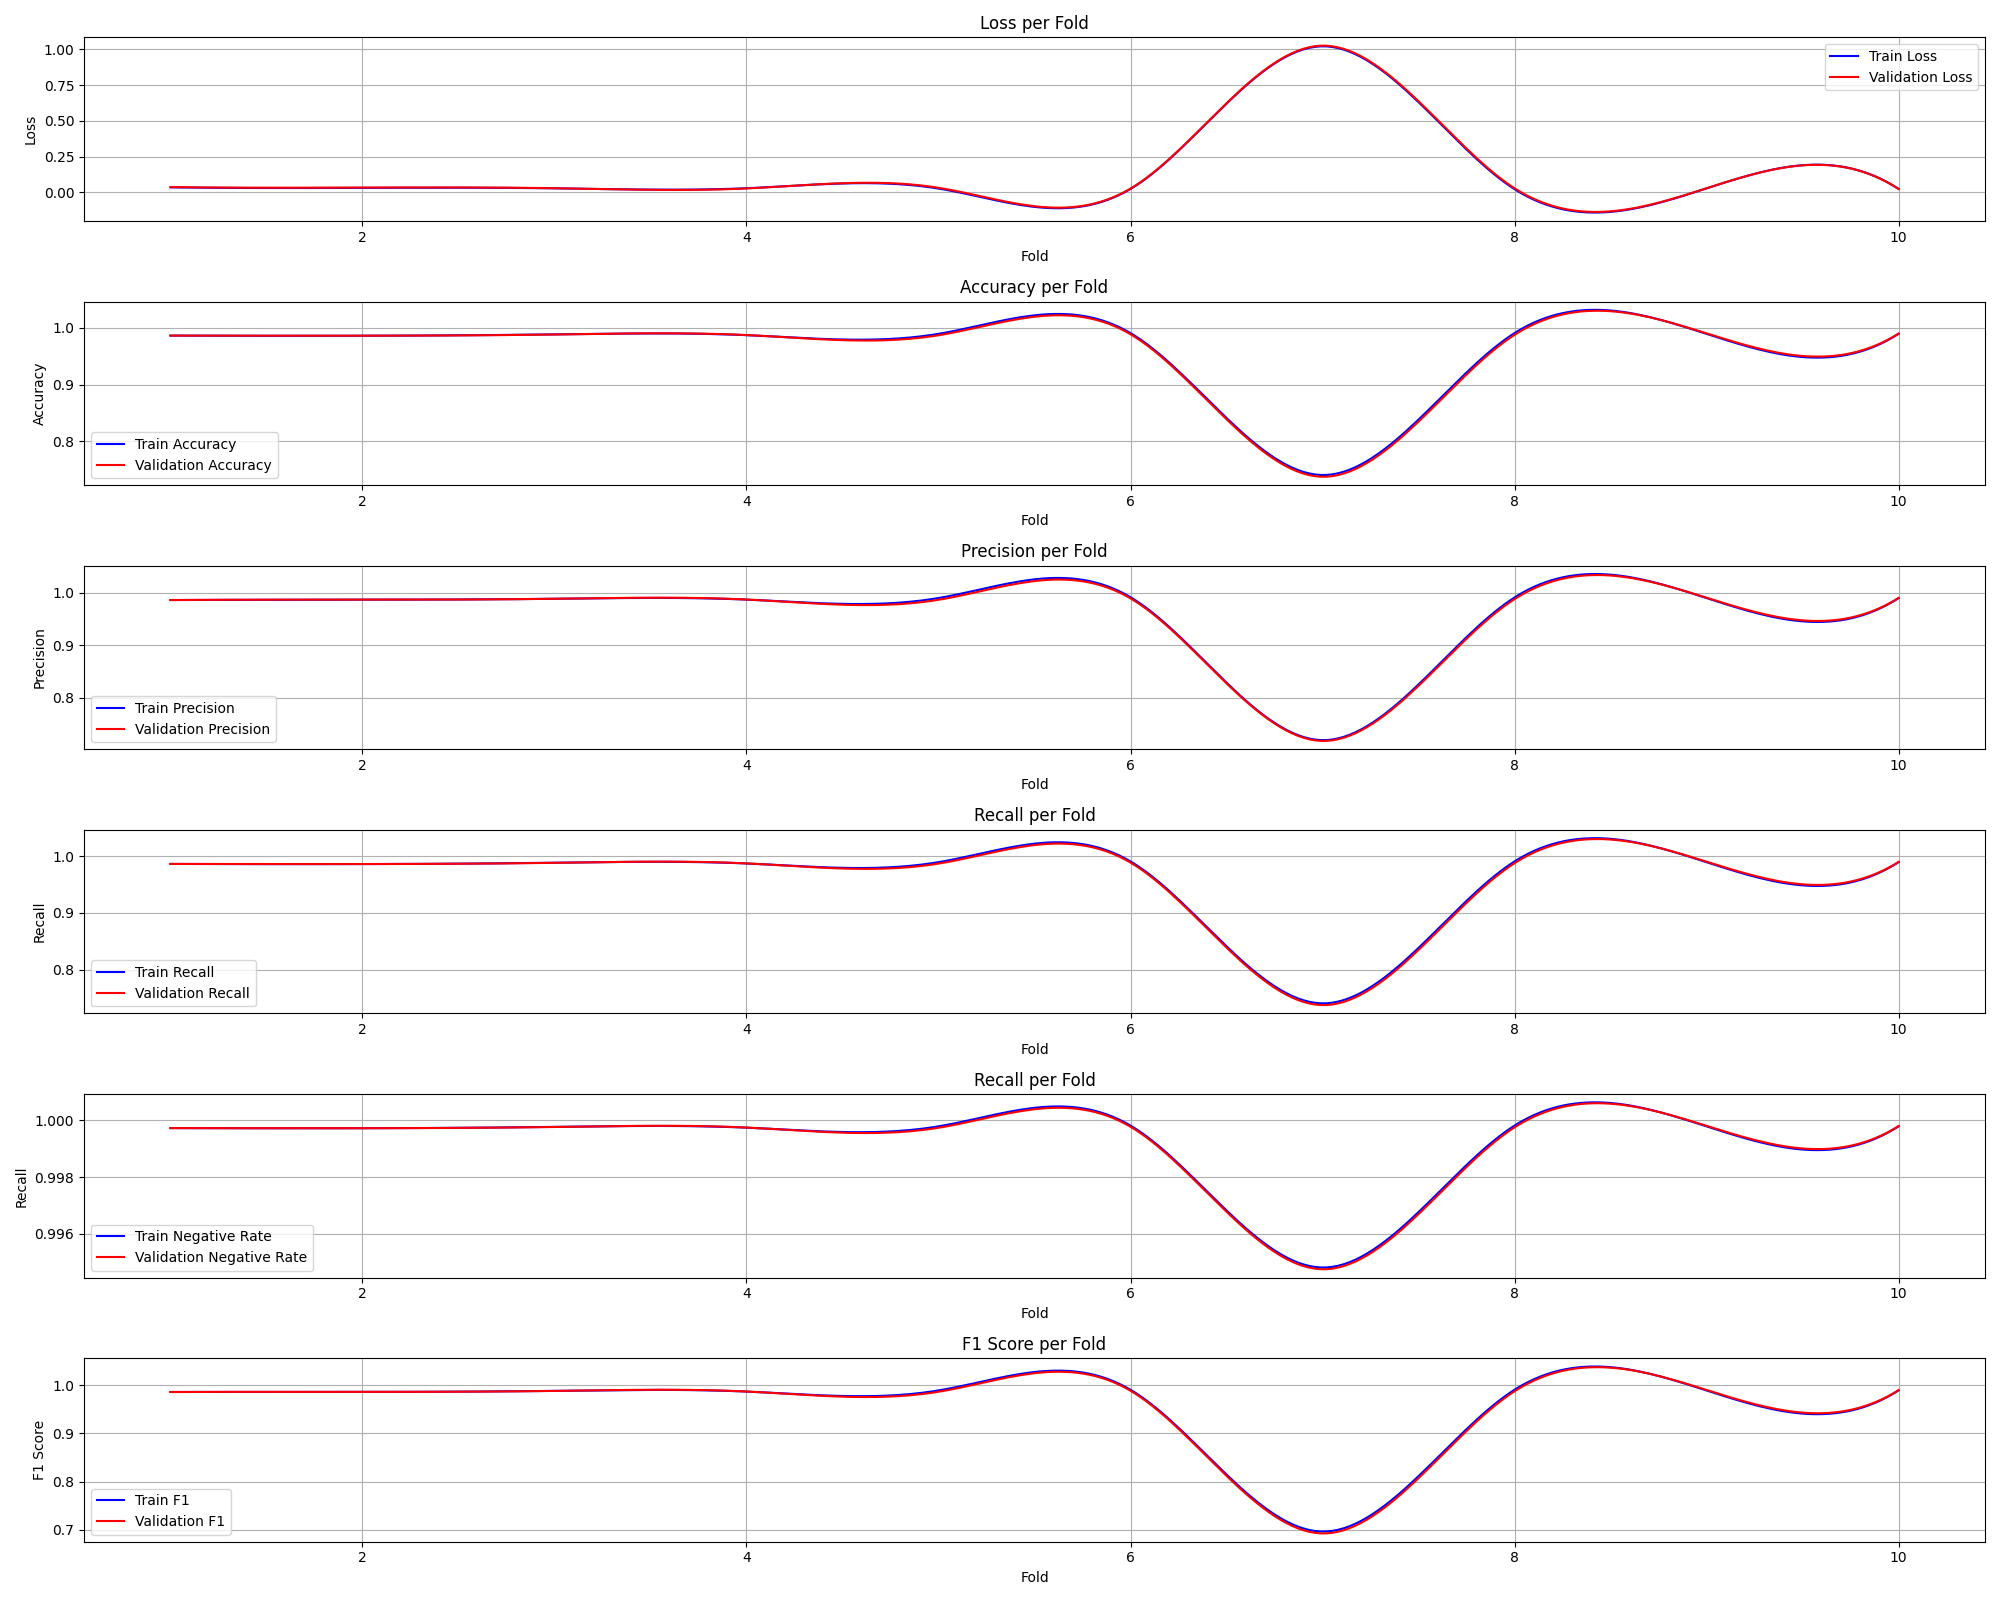 Loss per Fold
1.00
0.75
0.50
0.25
0.00
Loss
Train Loss
Validation Loss
2 4 6 8 10
Fold
Accuracy per Fold
1.0
0.9
0.8
Accuracy
Train Accuracy
Validation Accuracy
2 4 6 8 10
Fold
Precision per Fold
1.0
0.9
0.8
Precision
Train Precision
Validation Precision
2 4 6 8 10
Fold
Recall per Fold
1.0
0.9
0.8
Recall
Train Recall
Validation Recall
2 4 6 8 10
Fold
Recall per Fold
1.000
0.998
0.996
Recall
Train Negative Rate
Validation Negative Rate
2 4 6 8 10
Fold
F1 Score per Fold
1.0
0.9
0.8
0.7
F1 Score
Train F1
Validation F1
2 4 6 8 10
Fold